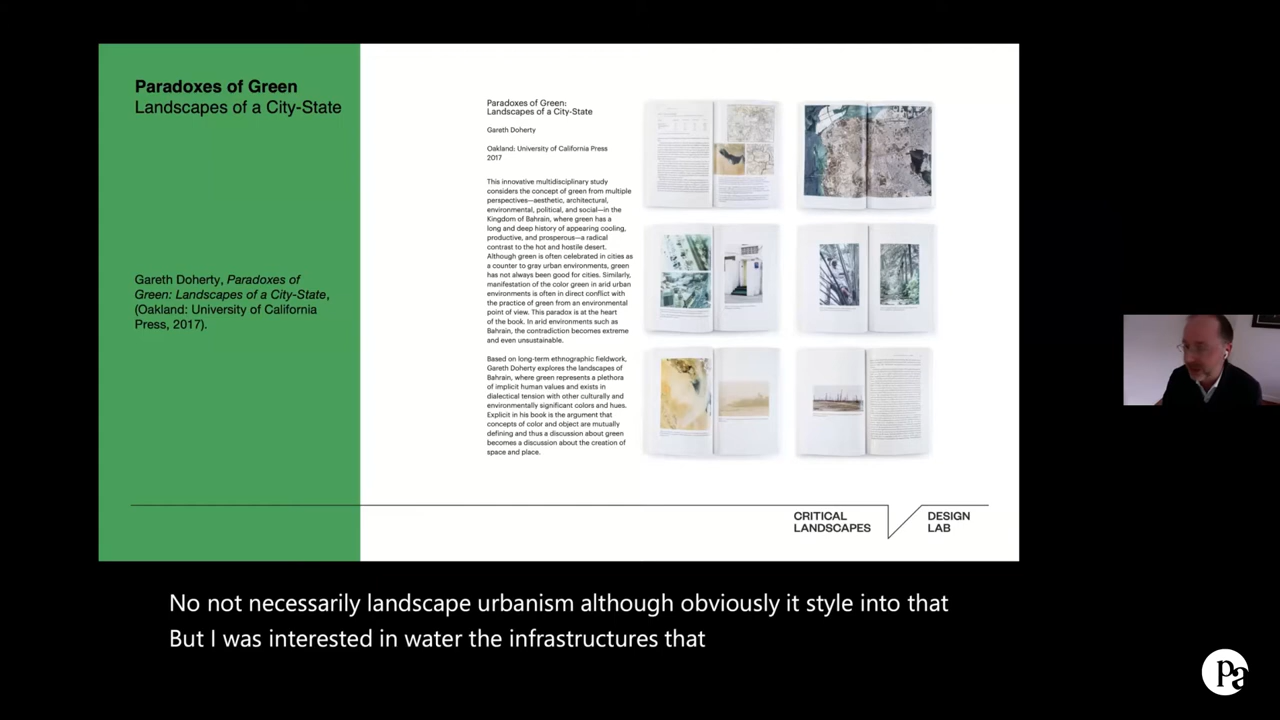 Paradoxes of Green
Landscapes of a City-State
Gareth Doherty, Paradoxes of
Green: Landscapes of a City-State,
(Oakland: University of California
Press, 2017).
Paradoxes of Green:
Landscapes of a City-State
Gareth Doherty
Oakland: University of California Press
2017
This innovative multidisciplinary study
considers the concept of green from multiple
perspectives—aesthetic, architectural,
environmental, political, and social—in the
Kingdom of Bahrain, where green has a
long and deep history of appearing cooling,
productive, and prosperous—a radical
contrast to the hot and hostile desert.
Although green is often celebrated in cities as
a counter to gray urban environments, green
has not always been good for cities. Similarly,
manifestation of the color green in arid urban
environments is often in direct conflict with
the practice of green from an environmental
point of view. This paradox is at the heart
of the book. In arid environments such as
Bahrain, the contradiction becomes extreme
and even unsustainable.
Based on long-term ethnographic fieldwork,
Gareth Doherty explores the landscapes of
Bahrain, where green represents a plethora
of implicit human values and exists in
dialectical tension with other culturally and
environmentally significant colors and hues.
Explicit in his book is the argument that
concepts of color and object are mutually
defining and thus a discussion about green
becomes a discussion about the creation of
space and place.
CRITICAL
LANDSCAPES
DESIGN
LAB
No not necessarily landscape urbanism although obviously it style into that
But I was interested in water the infrastructures that
Pa